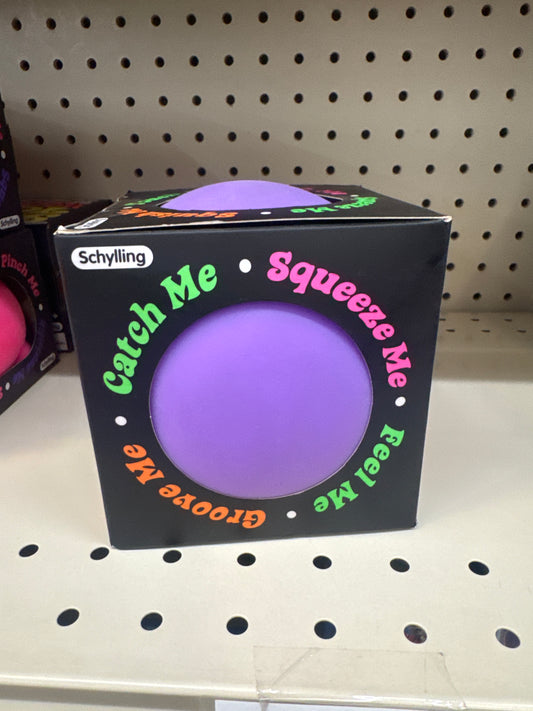 Schylling
Catch Me
Squeeze Me
Feel Me
Groove Me
Schylling
Pinch Me